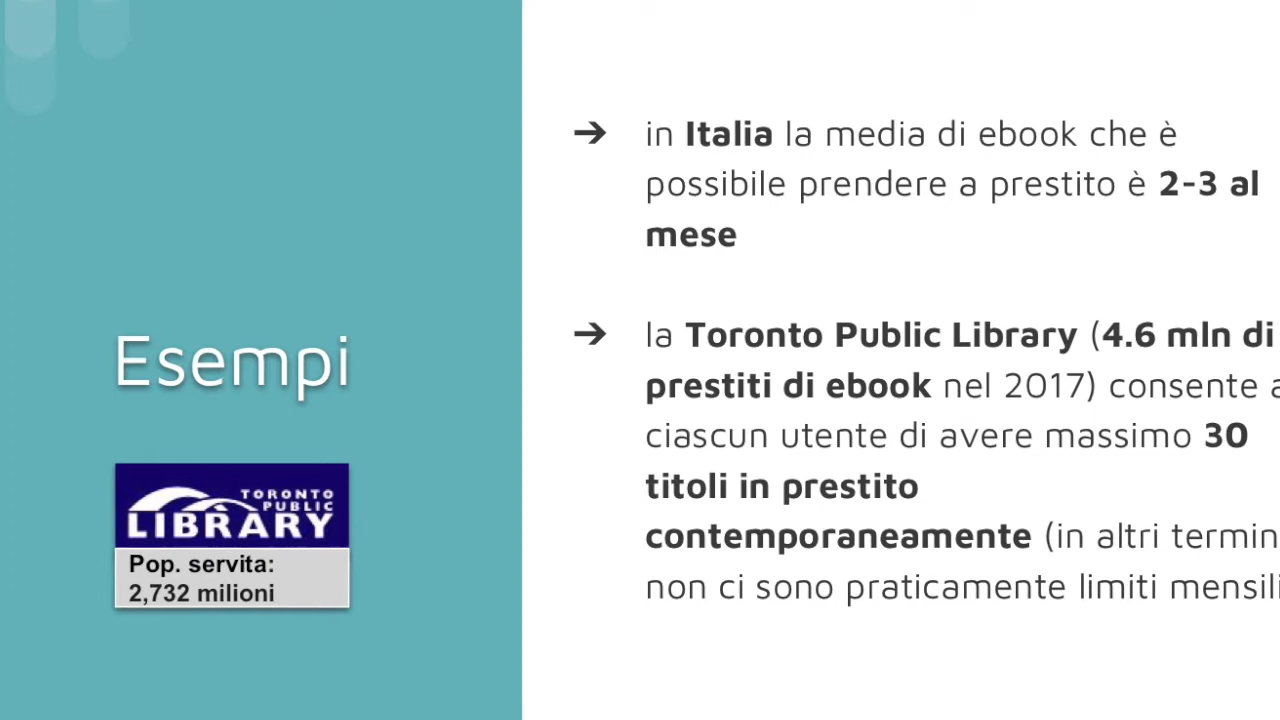 Esempi
TORONTO
PUBLIC
LIBRARY
Pop. servita:
2,732 milioni
➔ in Italia la media di ebook che è
possibile prendere a prestito è 2-3 al
mese
➔ la Toronto Public Library (4.6 mln di
prestiti di ebook nel 2017) consente a
ciascun utente di avere massimo 30
titoli in prestito
contemporaneamente (in altri termin
non ci sono praticamente limiti mensili